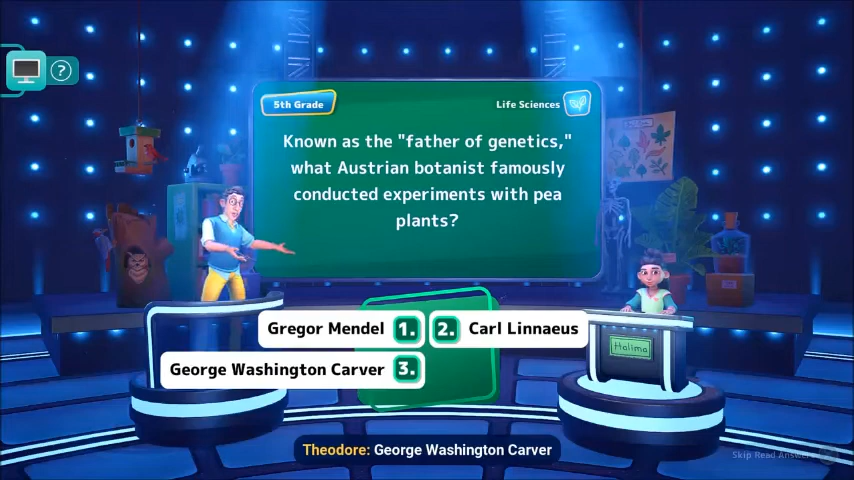 ?
5th Grade
Life Sciences
Known as the "father of genetics,"
what Austrian botanist famously
conducted experiments with pea
plants?
Gregor Mendel 1.
2. Carl Linnaeus
George Washington Carver 3.
Halima
Theodore: George Washington Carver
Skip Read Answers